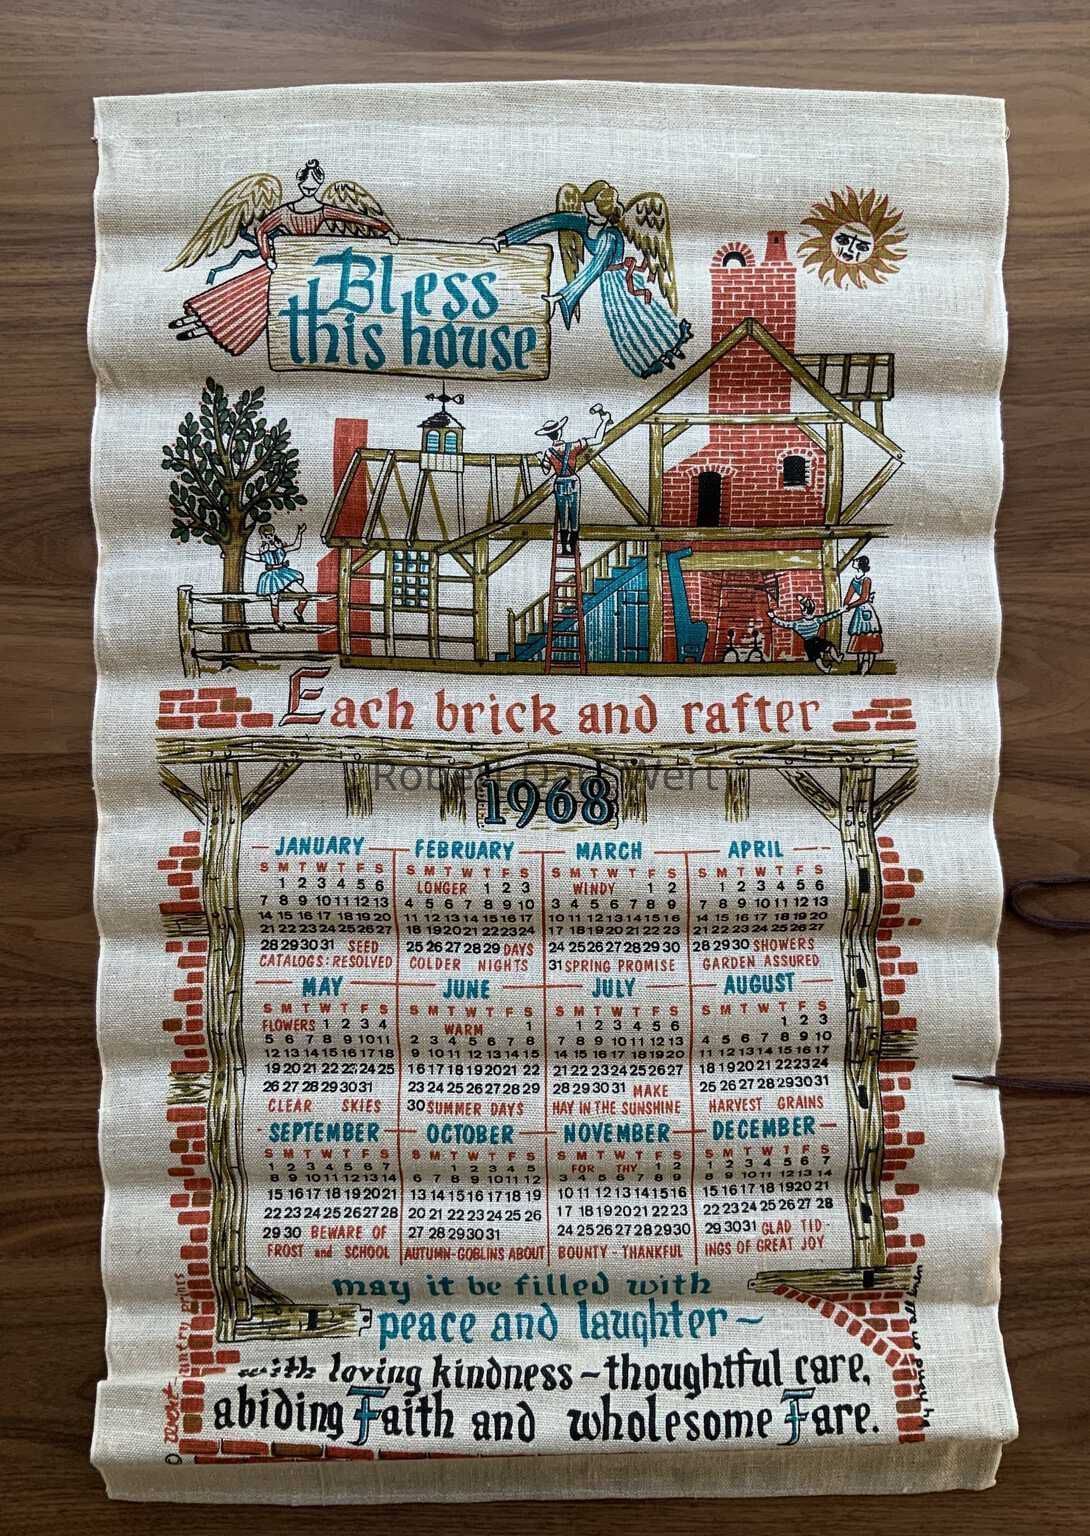 Bless
this house
Each brick and rafter
Robert Wert
1968
JANUARY
S M T W T F S
1 2 3 4 5 6
7 8 9 10 11 12 13
14 15 16 17 18 19 20
21 22 23 24 25 26 27
28 29 30 31 SEED
CATALOGS: RESOLVED
FEBRUARY
S M T W T F S
LONGER 1 2 3
4 5 6 7 8 9 10
11 12 13 14 15 16 17
18 19 20 21 22 23 24
25 26 27 28 29 DAYS
COLDER NIGHTS
MARCH
S M T W T F S
WINDY 1 2
3 4 5 6 7 8 9
10 11 12 13 14 15 16
17 18 19 20 21 22 23
24 25 26 27 28 29 30
31 SPRING PROMISE
APRIL
S M T W T F S
1 2 3 4 5 6
7 8 9 10 11 12 13
14 15 16 17 18 19 20
21 22 23 24 25 26 27
28 29 30 SHOWERS
GARDEN ASSURED
MAY
S M T W T F S
FLOWERS 1 2 3 4
5 6 7 8 9 10 11
12 13 14 15 16 17 18
19 20 21 22 23 24 25
26 27 28 29 30 31
CLEAR SKIES
JUNE
S M T W T F S
WARM 1
2 3 4 5 6 7 8
9 10 11 12 13 14 15
16 17 18 19 20 21 22
23 24 25 26 27 28 29
30 SUMMER DAYS
JULY
S M T W T F S
1 2 3 4 5 6
7 8 9 10 11 12 13
14 15 16 17 18 19 20
21 22 23 24 25 26 27
28 29 30 31 MAKE
HAY IN THE SUNSHINE
AUGUST
S M T W T F S
1 2 3
4 5 6 7 8 9 10
11 12 13 14 15 16 17
18 19 20 21 22 23 24
25 26 27 28 29 30 31
HARVEST GRAINS
SEPTEMBER
S M T W T F S
1 2 3 4 5 6 7
8 9 10 11 12 13 14
15 16 17 18 19 20 21
22 23 24 25 26 27 28
29 30 BEWARE OF
FROST and SCHOOL
OCTOBER
S M T W T F S
1 2 3 4 5
6 7 8 9 10 11 12
13 14 15 16 17 18 19
20 21 22 23 24 25 26
27 28 29 30 31
AUTUMN-GOBLINS ABOUT
NOVEMBER
S M T W T F S
FOR THY 1 2
3 4 5 6 7 8 9
10 11 12 13 14 15 16
17 18 19 20 21 22 23
24 25 26 27 28 29 30
BOUNTY - THANKFUL
DECEMBER
S M T W T F S
1 2 3 4 5 6 7
8 9 10 11 12 13 14
15 16 17 18 19 20 21
22 23 24 25 26 27 28
29 30 31 GLAD TID-
INGS OF GREAT JOY
may it be filled with
peace and laughter ~
with loving kindness ~ thoughtful care,
abiding Faith and wholesome Fare.
by hand on all linen